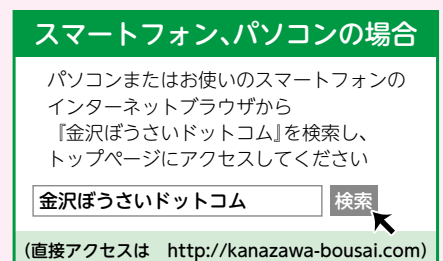 スマートフォン、パソコンの場合
パソコンまたはお使いのスマートフォンの
インターネットブラウザから
『金沢ぼうさいドットコム』を検索し、
トップページにアクセスしてください
金沢ぼうさいドットコム 検索
(直接アクセスは　http://kanazawa-bousai.com)